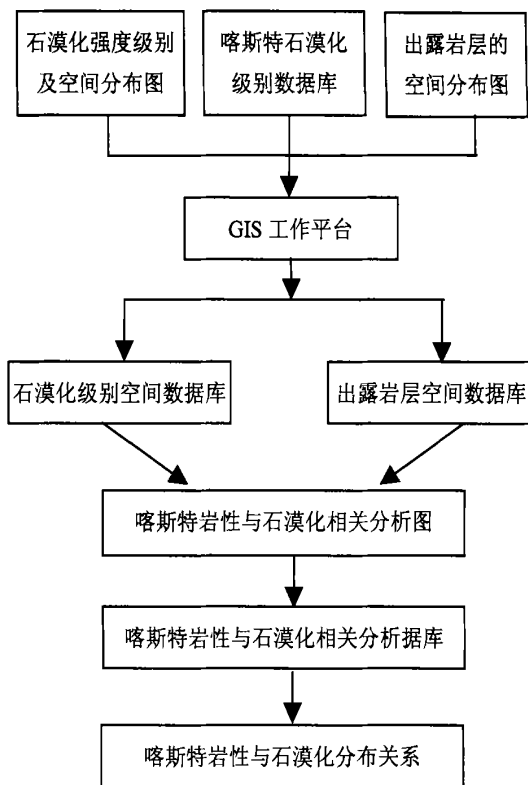 石漠化强度级别
及空间分布图
喀斯特石漠化
级别数据库
出露岩层的
空间分布图
GIS 工作平台
石漠化级别空间数据库
出露岩层空间数据库
喀斯特岩性与石漠化相关分析图
喀斯特岩性与石漠化相关分析据库
喀斯特岩性与石漠化分布关系